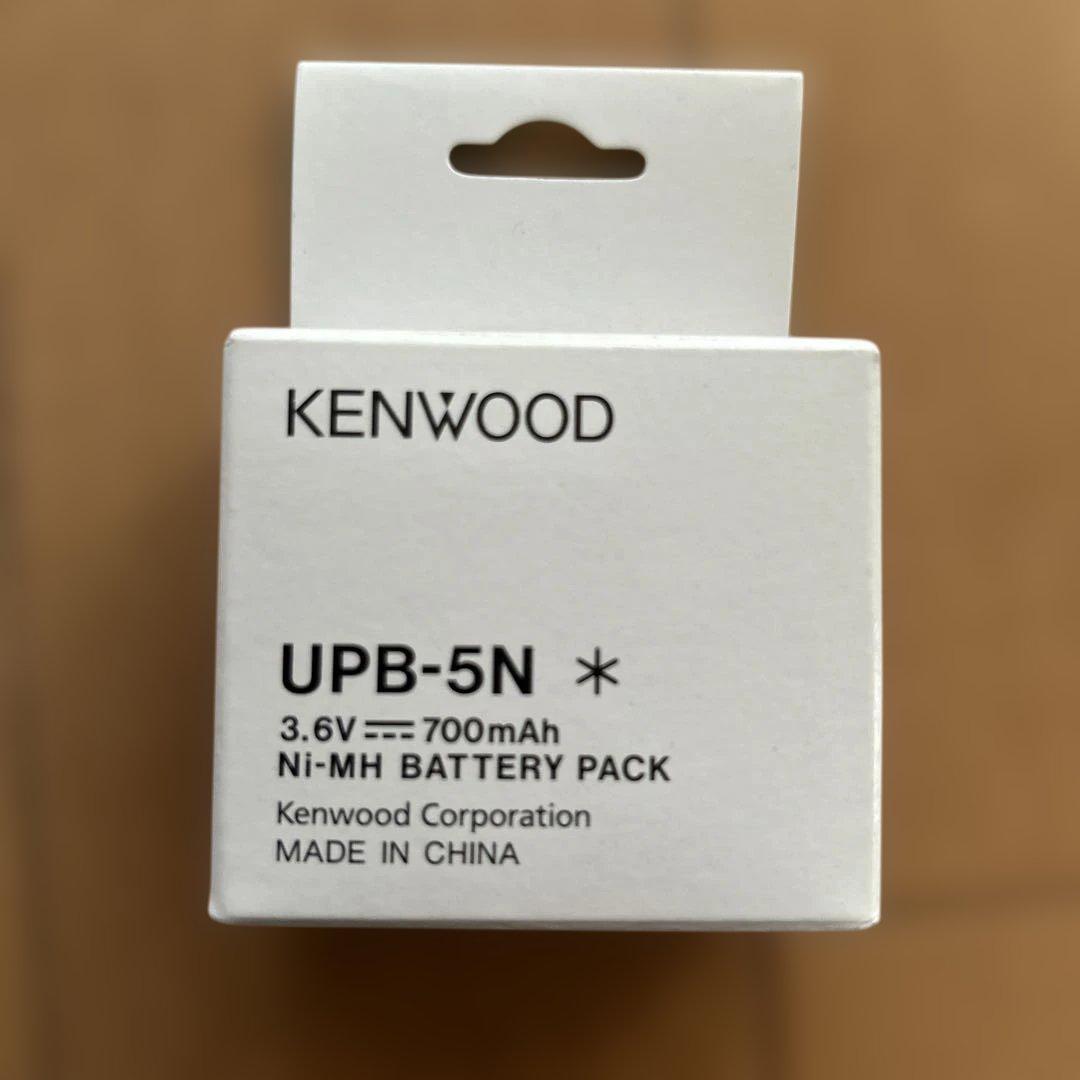 KENWOOD
UPB-5N *
3.6V ⎓ 700mAh
Ni-MH BATTERY PACK
Kenwood Corporation
MADE IN CHINA